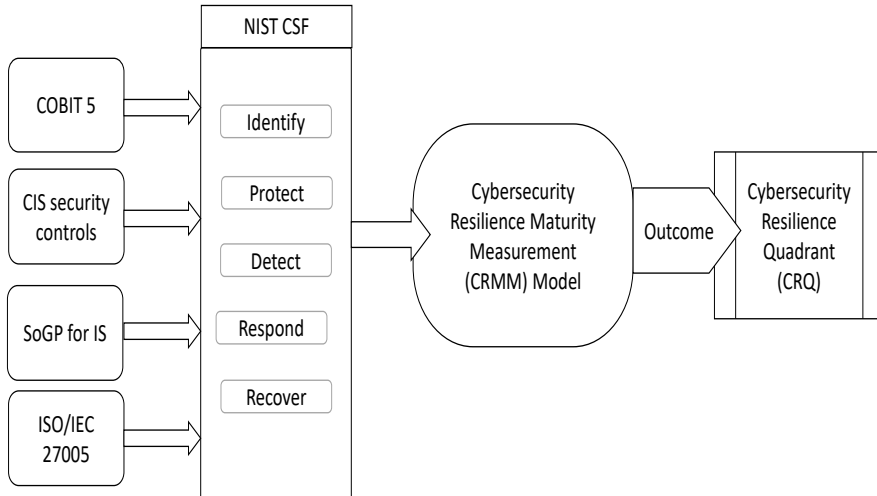 NIST CSF
COBIT 5
CIS security
controls
SoGP for IS
ISO/IEC
27005
Identify
Protect
Detect
Respond
Recover
Cybersecurity
Resilience Maturity
Measurement
(CRMM) Model
Outcome
Cybersecurity
Resilience
Quadrant
(CRQ)